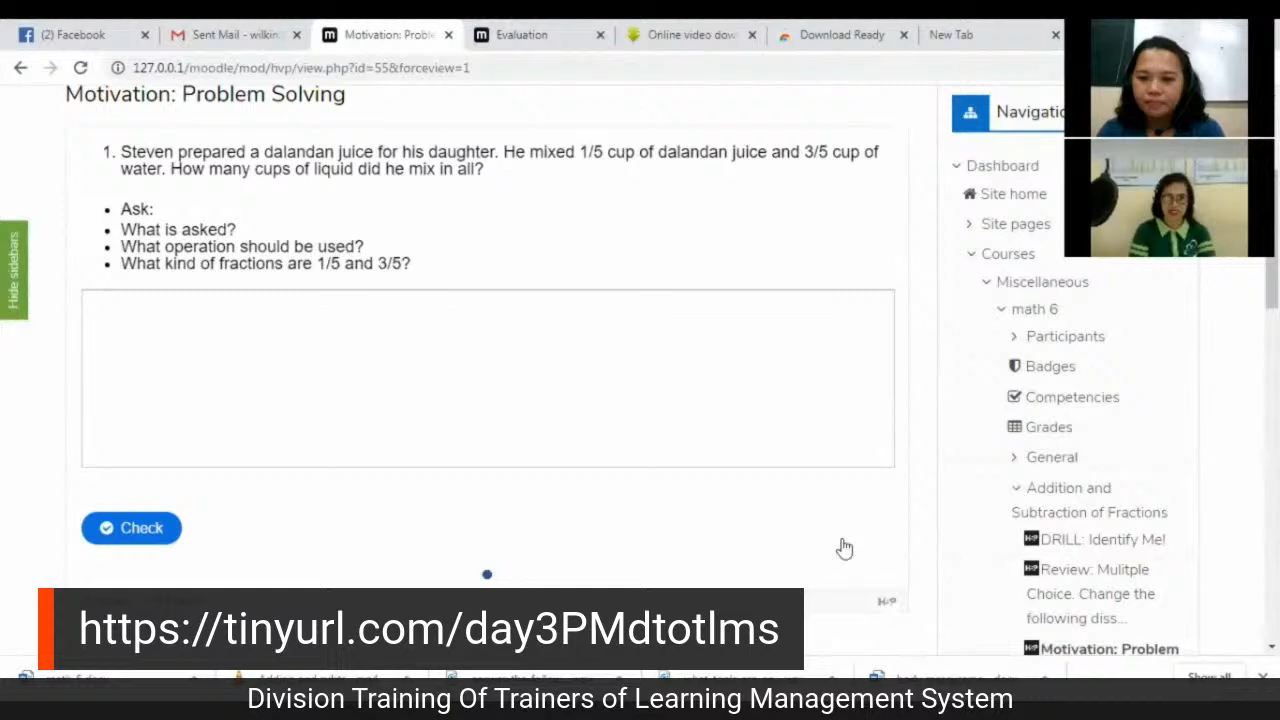 (2) Facebook
Sent Mail - wilkin
Motivation: Proble
Evaluation
Online video dow
Download Ready
New Tab
127.0.0.1/moodle/mod/hvp/view.php?id=55&forceview=1
Motivation: Problem Solving
1. Steven prepared a dalandan juice for his daughter. He mixed 1/5 cup of dalandan juice and 3/5 cup of
water. How many cups of liquid did he mix in all?
• Ask:
• What is asked?
• What operation should be used?
• What kind of fractions are 1/5 and 3/5?
Check
Hide sidebars
H-P
Navigatio
Dashboard
Site home
Site pages
Courses
Miscellaneous
math 6
Participants
Badges
Competencies
Grades
General
Addition and
Subtraction of Fractions
DRILL: Identify Me!
Review: Mulitple
Choice. Change the
following diss...
Motivation: Problem
https://tinyurl.com/day3PMdtotlms
Show all
Division Training Of Trainers of Learning Management System